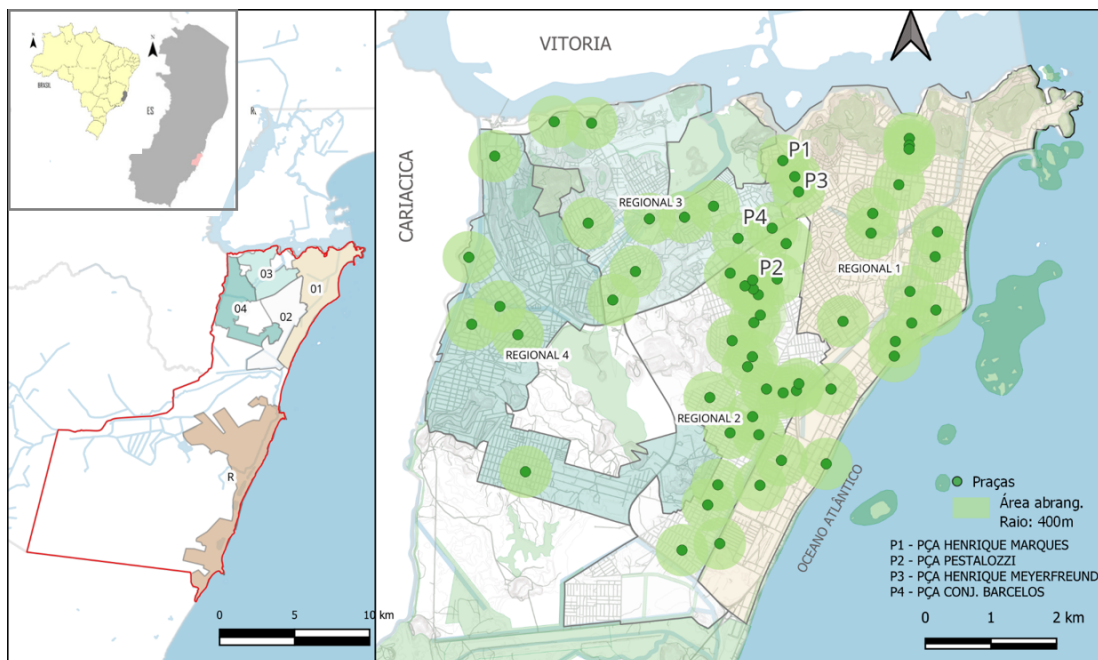 N
N
BRASIL
ES
R.
03
01
04
02
R
0
5
10 km
VITORIA
CARIACICA
P1
P3
REGIONAL 3
P4
P2
REGIONAL 1
REGIONAL 4
REGIONAL 2
OCEANO ATLÂNTICO
Praças
Área abrang.
Raio: 400m
P1 - PÇA HENRIQUE MARQUES
P2 - PÇA PESTALOZZI
P3 - PÇA HENRIQUE MEYERFREUND
P4 - PÇA CONJ. BARCELOS
0
1
2 km